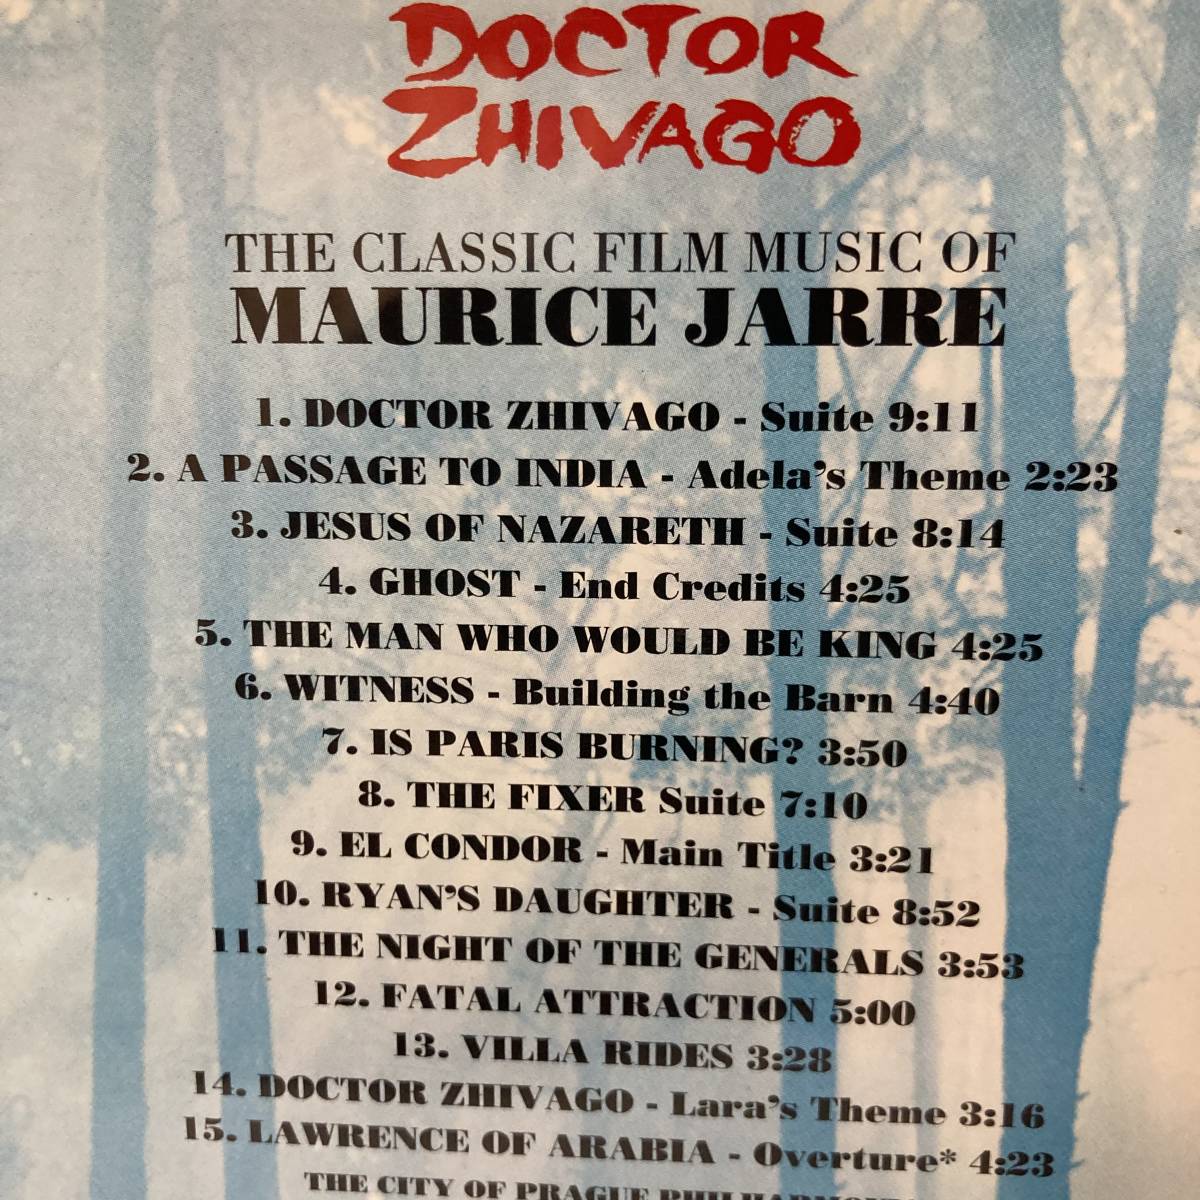 DOCTOR
ZHIVAGO
THE CLASSIC FILM MUSIC OF
MAURICE JARRE
1. DOCTOR ZHIVAGO - Suite 9:11
2. A PASSAGE TO INDIA - Adela's Theme 2:23
3. JESUS OF NAZARETH - Suite 8:14
4. GHOST - End Credits 4:25
5. THE MAN WHO WOULD BE KING 4:25
6. WITNESS - Building the Barn 4:40
7. IS PARIS BURNING? 3:50
8. THE FIXER Suite 7:10
9. EL CONDOR - Main Title 3:21
10. RYAN'S DAUGHTER - Suite 8:52
11. THE NIGHT OF THE GENERALS 3:53
12. FATAL ATTRACTION 5:00
13. VILLA RIDES 3:28
14. DOCTOR ZHIVAGO - Lara's Theme 3:16
15. LAWRENCE OF ARABIA - Overture* 4:23
THE CITY OF PRAGUE